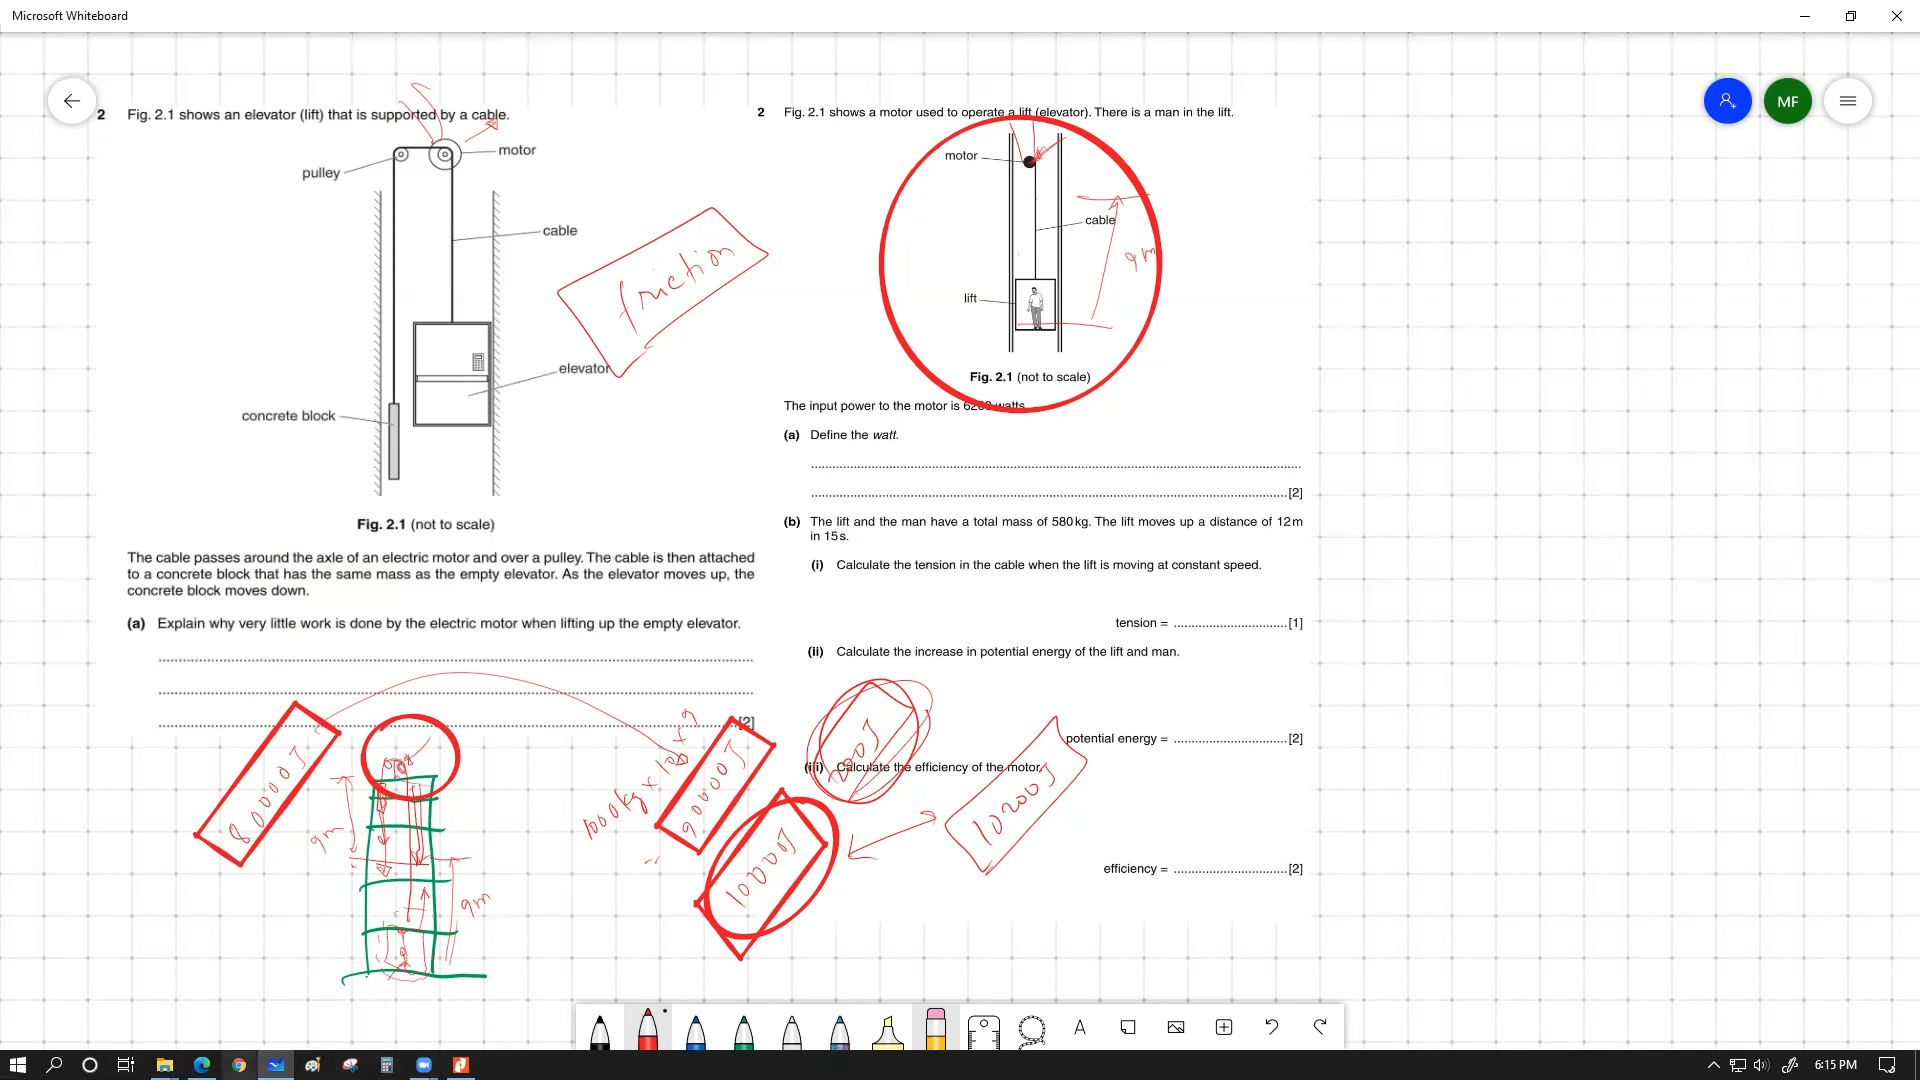 Microsoft Whiteboard
MF
2 Fig. 2.1 shows an elevator (lift) that is supported by a cable.
pulley
motor
cable
elevator
concrete block
Fig. 2.1 (not to scale)
The cable passes around the axle of an electric motor and over a pulley. The cable is then attached
to a concrete block that has the same mass as the empty elevator. As the elevator moves up, the
concrete block moves down.
(a) Explain why very little work is done by the electric motor when lifting up the empty elevator.
[2]
friction
80000J
9m
9m
1000kg × 10 × 9
90000J
10000J
200J
10200J
2 Fig. 2.1 shows a motor used to operate a lift (elevator). There is a man in the lift.
motor
cable
9m
lift
Fig. 2.1 (not to scale)
The input power to the motor is 6200 watts.
(a) Define the watt.
[2]
(b) The lift and the man have a total mass of 580 kg. The lift moves up a distance of 12 m
in 15 s.
(i) Calculate the tension in the cable when the lift is moving at constant speed.
tension = [1]
(ii) Calculate the increase in potential energy of the lift and man.
potential energy = [2]
(iii) Calculate the efficiency of the motor.
efficiency = [2]
6:15 PM